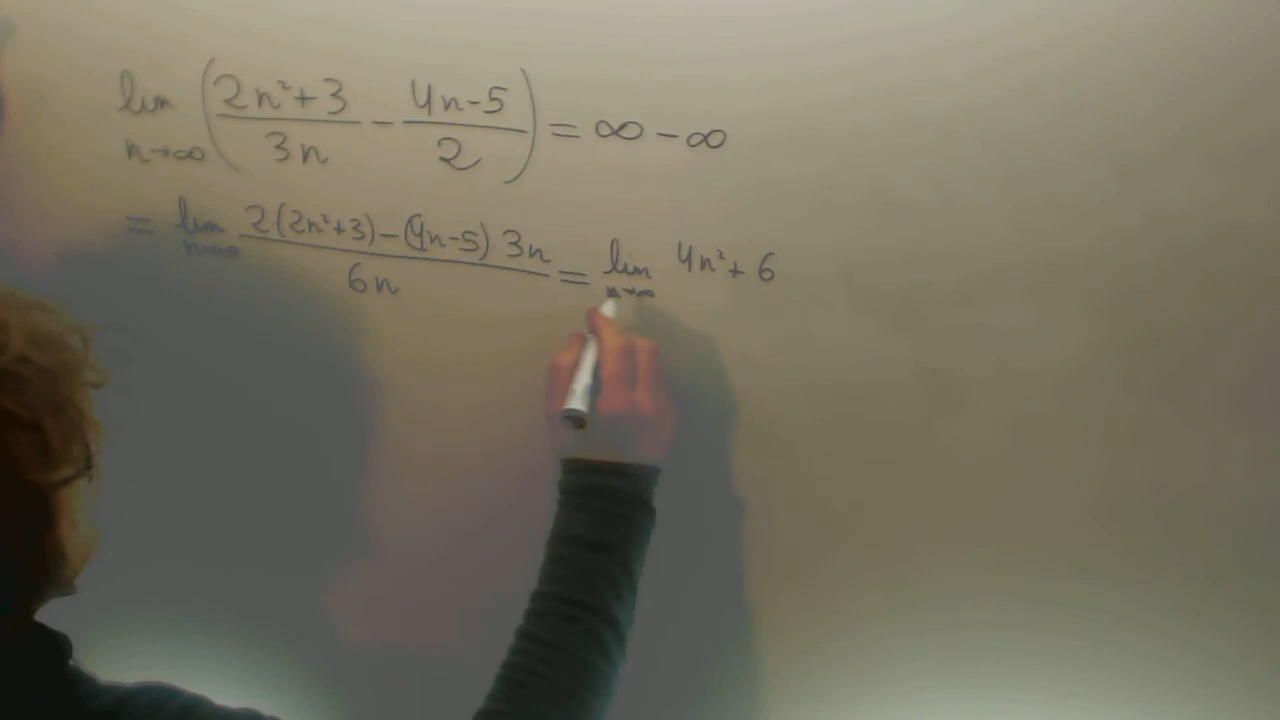 lim n→∞ ( (2n²+3)/(3n) − (4n-5)/2 ) = ∞ − ∞
= lim n→∞ (2(2n²+3) − (4n-5) 3n)/(6n) = lim n→∞ 4n² + 6